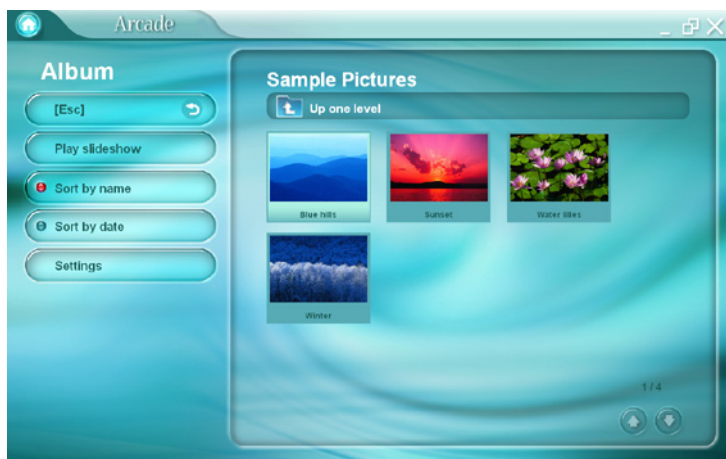 Arcade
Album
[Esc]
Play slideshow
Sort by name
Sort by date
Settings
Sample Pictures
Up one level
Blue hills
Sunset
Water lilies
Winter
1/4